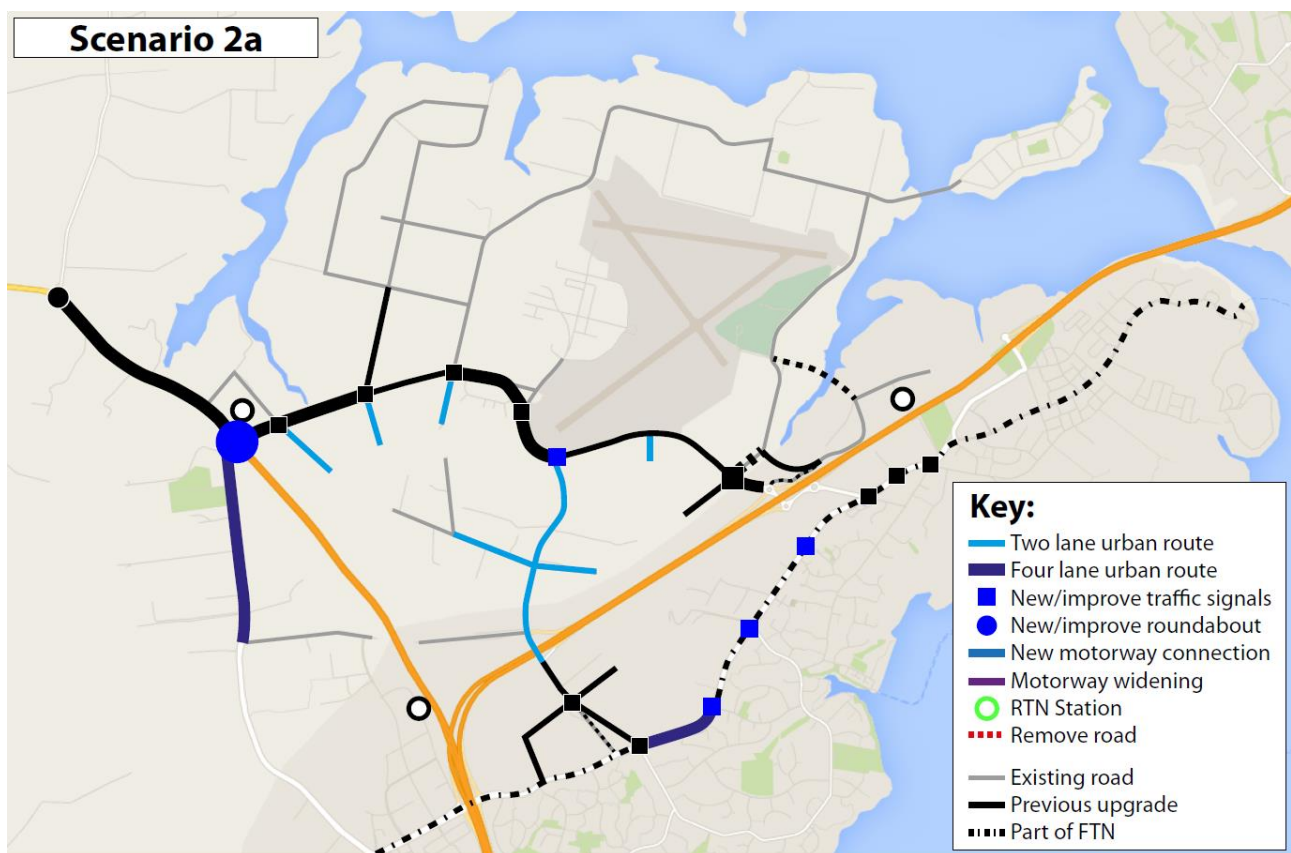 Scenario 2a
Key:
Two lane urban route
Four lane urban route
New/improve traffic signals
New/improve roundabout
New motorway connection
Motorway widening
RTN Station
Remove road
Existing road
Previous upgrade
Part of FTN